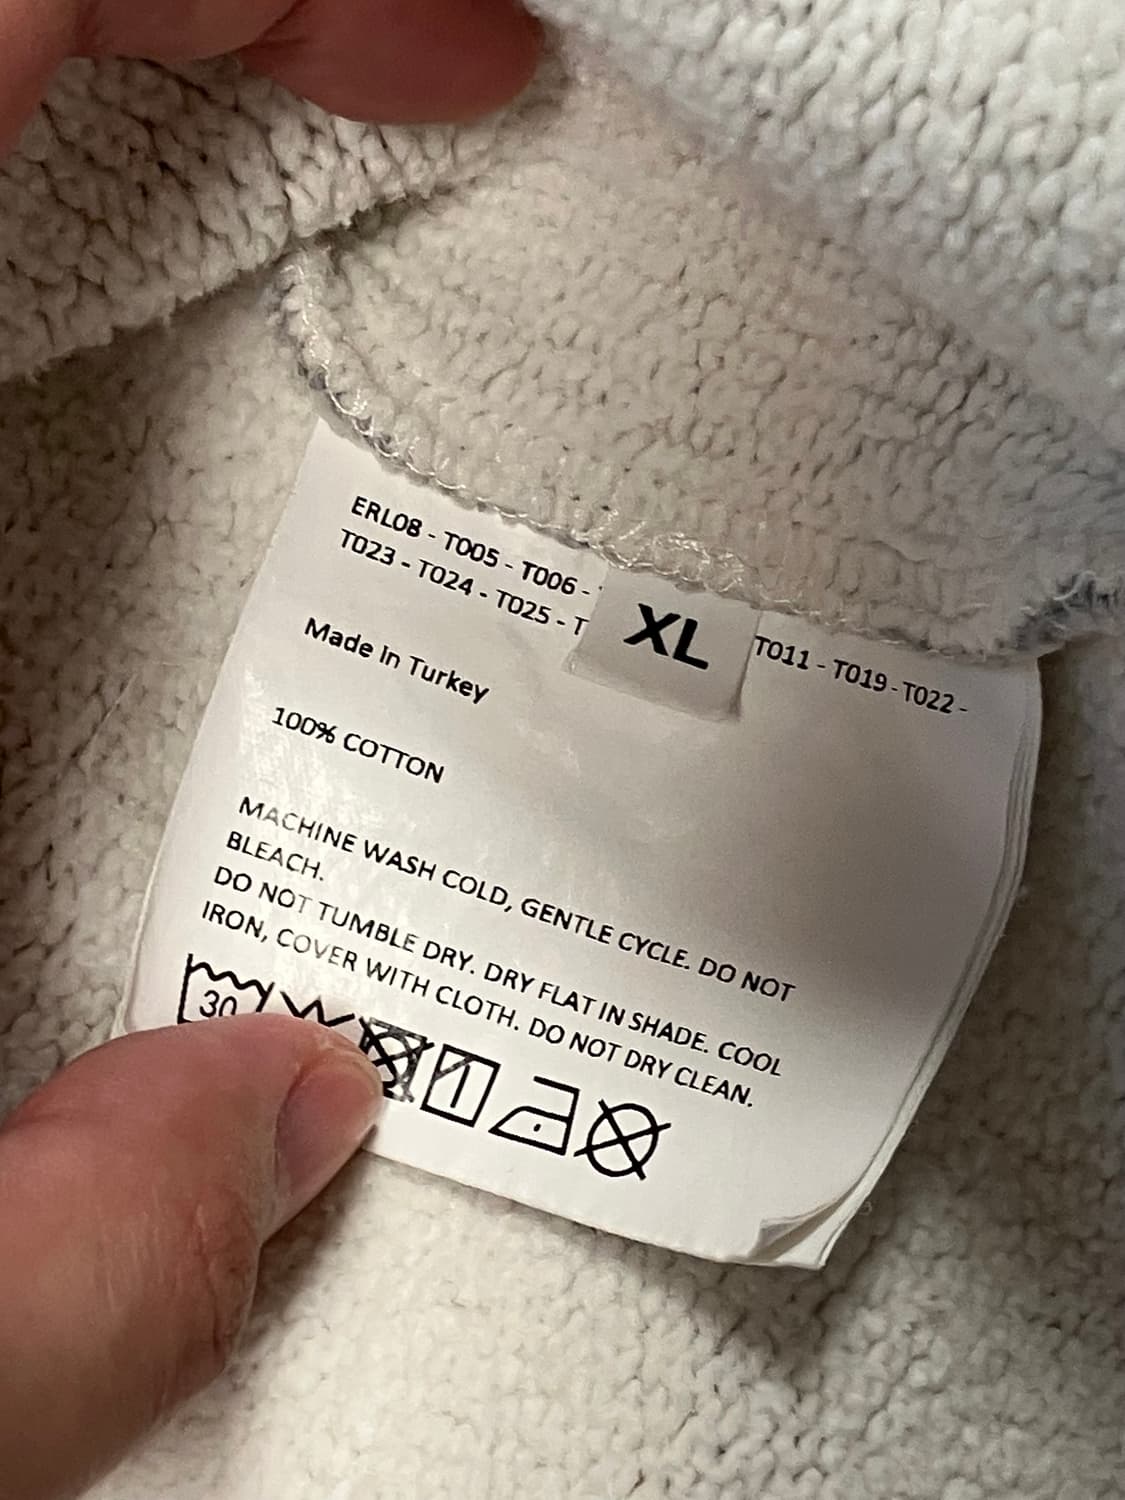 ERL08 - T005 - T006 - T011 - T019 - T022 -
T023 - T024 - T025 - T
XL
Made In Turkey
100% COTTON
MACHINE WASH COLD, GENTLE CYCLE. DO NOT
BLEACH.
DO NOT TUMBLE DRY. DRY FLAT IN SHADE. COOL
IRON, COVER WITH CLOTH. DO NOT DRY CLEAN.
30